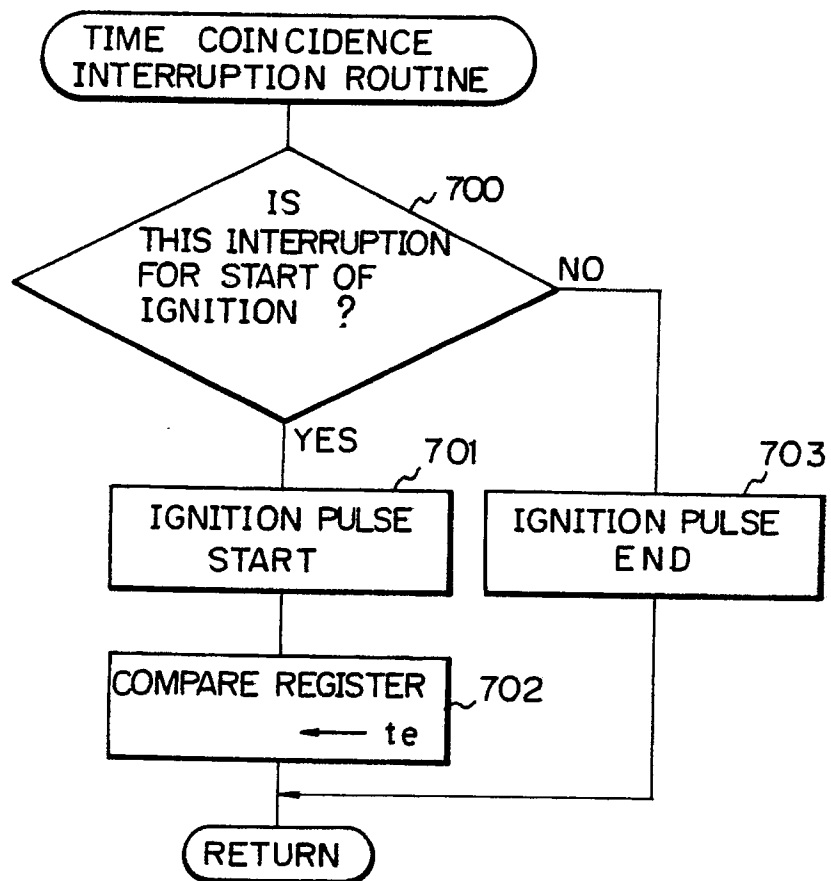 TIME COINCIDENCE
INTERRUPTION ROUTINE
700
IS
THIS INTERRUPTION
FOR START OF
IGNITION ?
NO
YES
701
IGNITION PULSE
START
703
IGNITION PULSE
END
COMPARE REGISTER
← te
702
RETURN